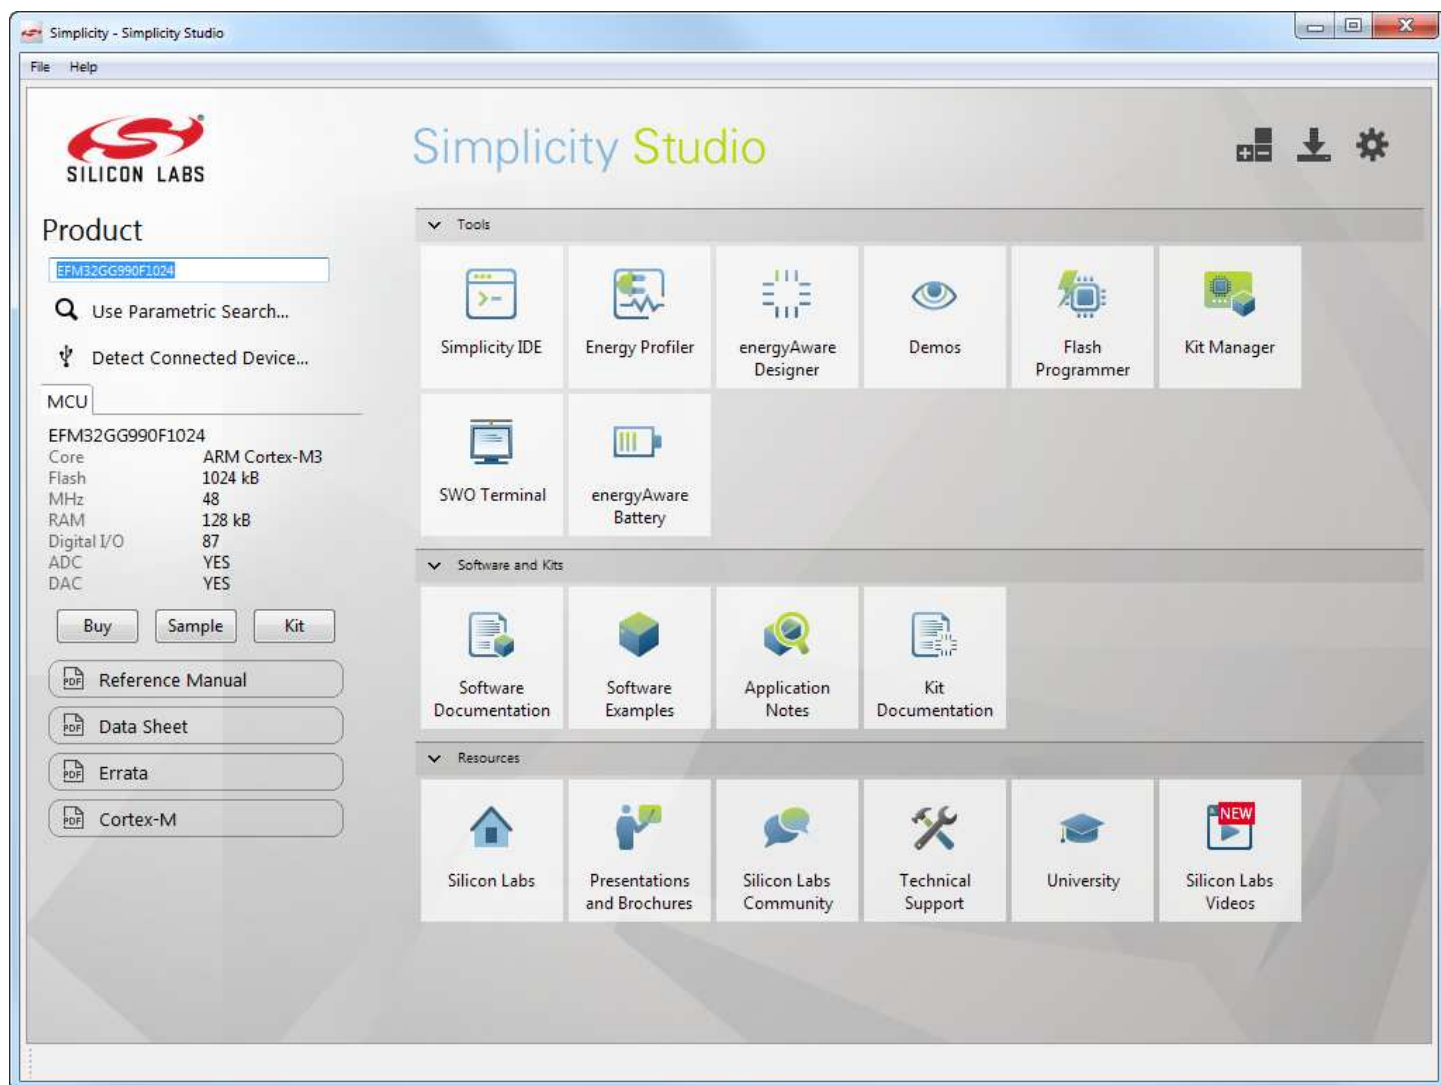 Simplicity - Simplicity Studio
File Help
SILICON LABS
Simplicity Studio
Product
EFM32GG990F1024
Use Parametric Search...
Detect Connected Device...
MCU
EFM32GG990F1024
Core ARM Cortex-M3
Flash 1024 kB
MHz 48
RAM 128 kB
Digital I/O 87
ADC YES
DAC YES
Buy Sample Kit
PDF Reference Manual
PDF Data Sheet
PDF Errata
PDF Cortex-M
Tools
Simplicity IDE
Energy Profiler
energyAware
Designer
Demos
Flash
Programmer
Kit Manager
SWO Terminal
energyAware
Battery
Software and Kits
Software
Documentation
Software
Examples
Application
Notes
Kit
Documentation
Resources
Silicon Labs
Presentations
and Brochures
Silicon Labs
Community
Technical
Support
University
NEW
Silicon Labs
Videos